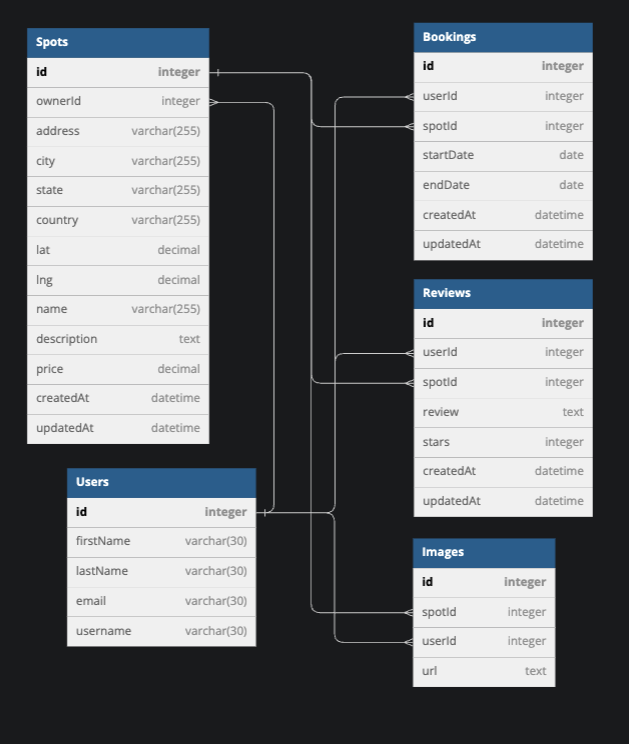 Spots
id integer
ownerId integer
address varchar(255)
city varchar(255)
state varchar(255)
country varchar(255)
lat decimal
lng decimal
name varchar(255)
description text
price decimal
createdAt datetime
updatedAt datetime
Users
id integer
firstName varchar(30)
lastName varchar(30)
email varchar(30)
username varchar(30)
Bookings
id integer
userId integer
spotId integer
startDate date
endDate date
createdAt datetime
updatedAt datetime
Reviews
id integer
userId integer
spotId integer
review text
stars integer
createdAt datetime
updatedAt datetime
Images
id integer
spotId integer
userId integer
url text